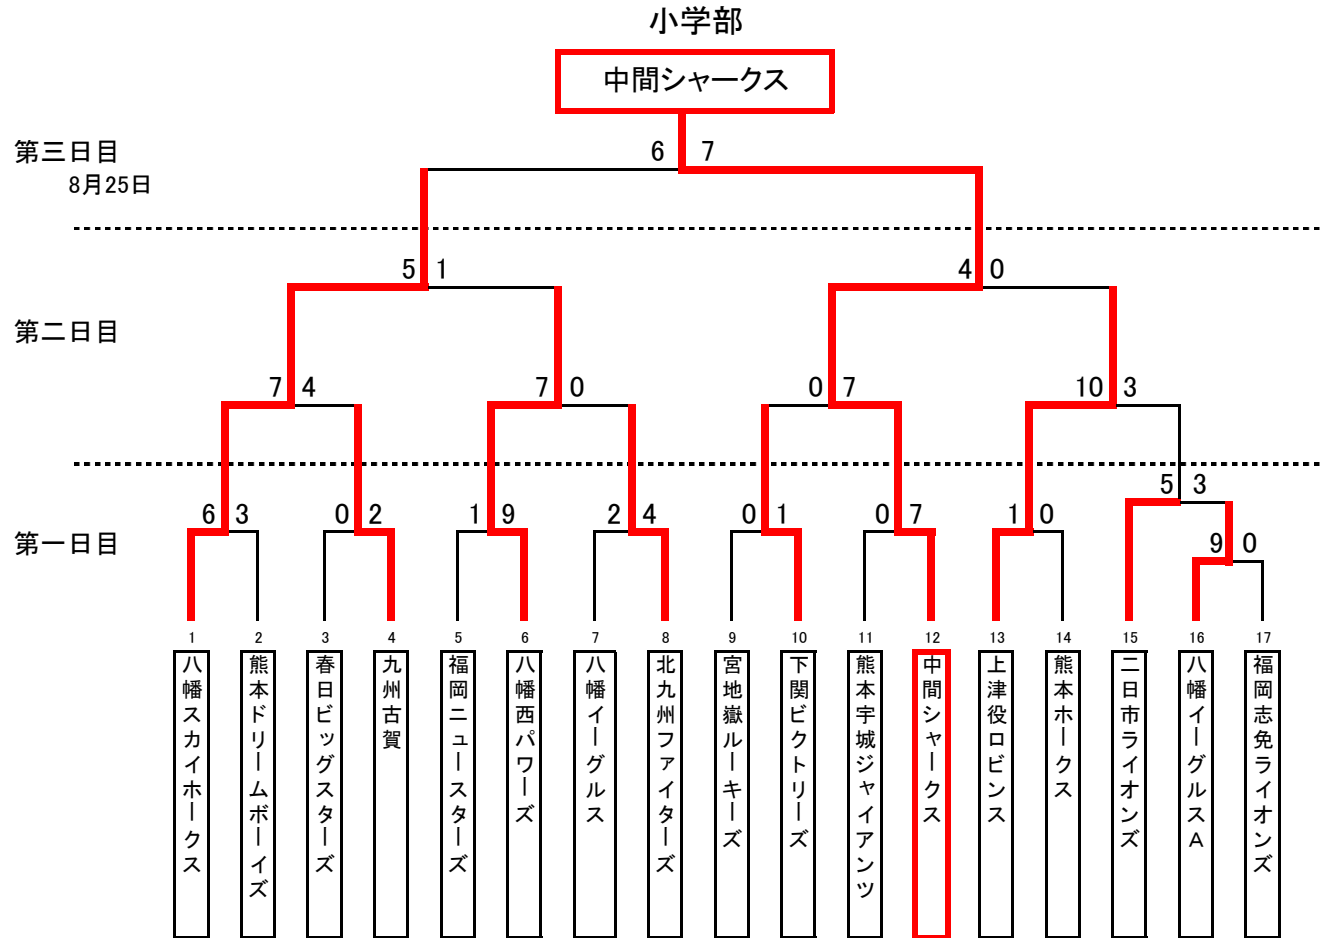 小学部
中間シャークス
第三日目
6 7
8月25日
5 1
4 0
第二日目
7 4
7 0
0 7
10 3
5 3
6 3
0 2
1 9
2 4
0 1
0 7
1 0
第一日目
9 0
1 2 3 4 5 6 7 8 9 10 11 12 13 14 15 16 17
八幡スカイホークス
熊本ドリームボーイズ
春日ビッグスターズ
九州古賀
福岡ニュースターズ
八幡西パワーズ
八幡イーグルス
北九州ファイターズ
宮地嶽ルーキーズ
下関ビクトリーズ
熊本宇城ジャイアンツ
中間シャークス
上津役ロビンス
熊本ホークス
二日市ライオンズ
八幡イーグルスA
福岡志免ライオンズ